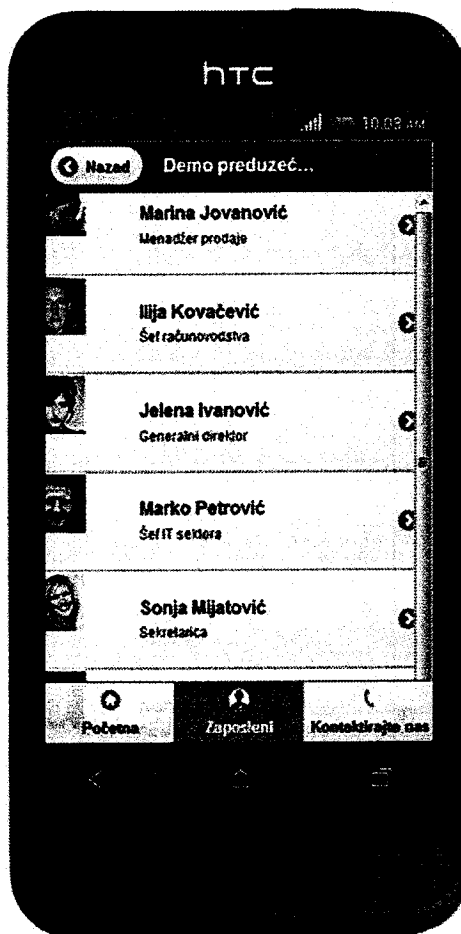 hTC
10:03 AM
Nazad
Demo preduzeć...
Marina Jovanović
Menadžer prodaje
Ilija Kovačević
Šef računovodstva
Jelena Ivanović
Generalni direktor
Marko Petrović
Šef IT sektora
Sonja Mijatović
Sekretarica
Početna
Zaposleni
Kontaktirajte nas